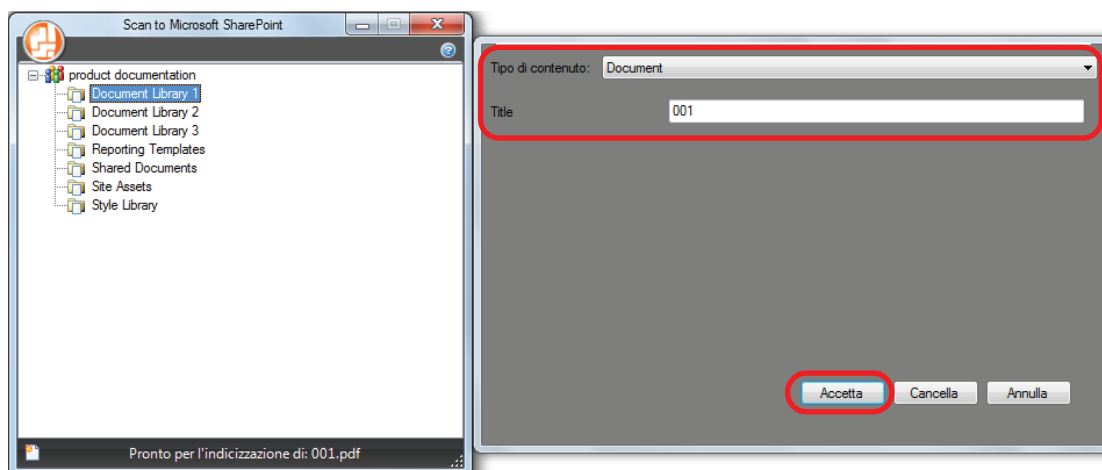 Scan to Microsoft SharePoint
product documentation
Document Library 1
Document Library 2
Document Library 3
Reporting Templates
Shared Documents
Site Assets
Style Library
Pronto per l'indicizzazione di: 001.pdf
Tipo di contenuto: Document
Title 001
Accetta Cancella Annulla